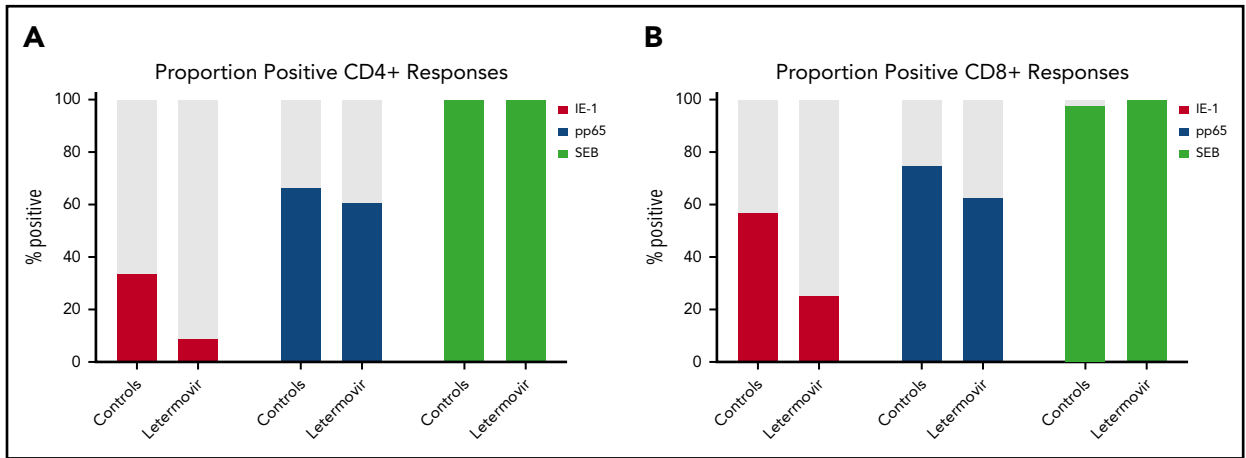 A
Proportion Positive CD4+ Responses
% positive
100
80
60
40
20
0
IE-1
pp65
SEB
Controls
Letermovir
Controls
Letermovir
Controls
Letermovir
B
Proportion Positive CD8+ Responses
% positive
100
80
60
40
20
0
IE-1
pp65
SEB
Controls
Letermovir
Controls
Letermovir
Controls
Letermovir